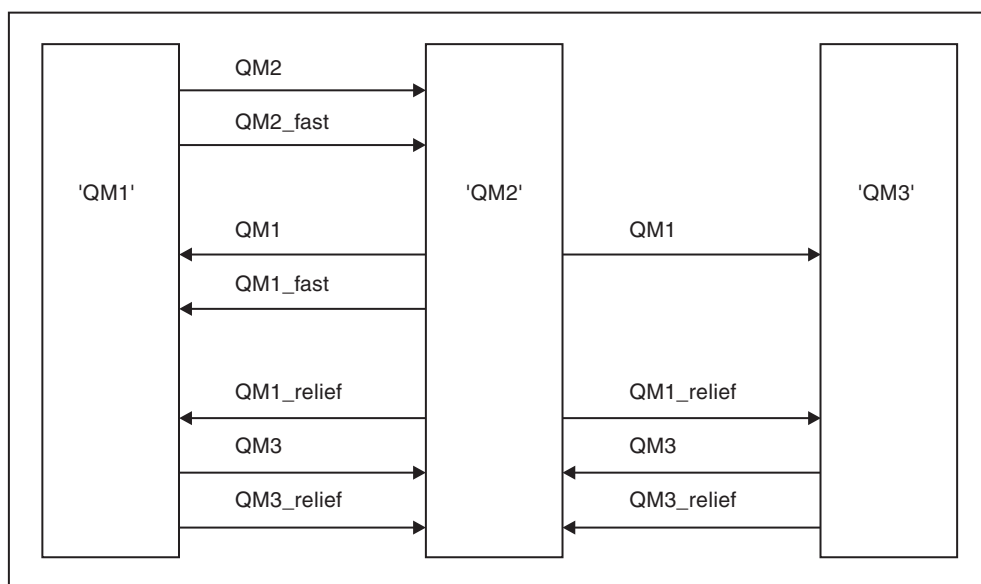 QM2
QM2_fast
'QM1' 'QM2' 'QM3'
QM1 QM1
QM1_fast
QM1_relief QM1_relief
QM3 QM3
QM3_relief QM3_relief